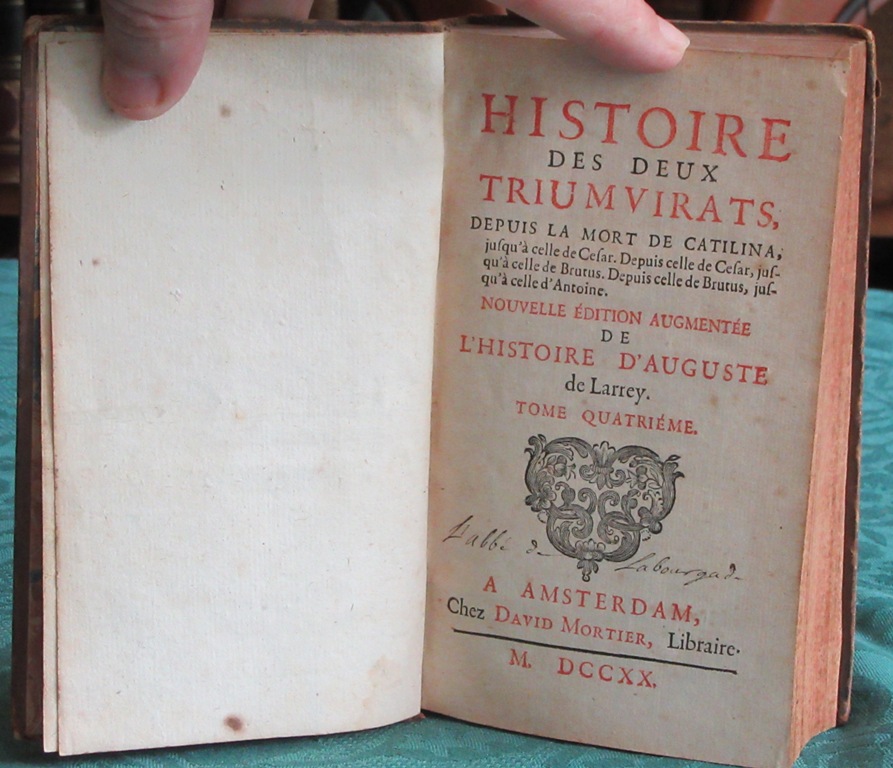 HISTOIRE
DES DEUX
TRIUMVIRATS,
DEPUIS LA MORT DE CATILINA,
juſqu'à celle de Ceſar. Depuis celle de Ceſar, juſ-
qu'à celle de Brutus. Depuis celle de Brutus, juſ-
qu'à celle d'Antoine.
NOUVELLE ÉDITION AUGMENTÉE
DE
L'HISTOIRE D'AUGUSTE
de Larrey.
TOME QUATRIÉME.
L'abbé de
A AMSTERDAM,
Chez DAVID MORTIER, Libraire.
M. DCCXX.